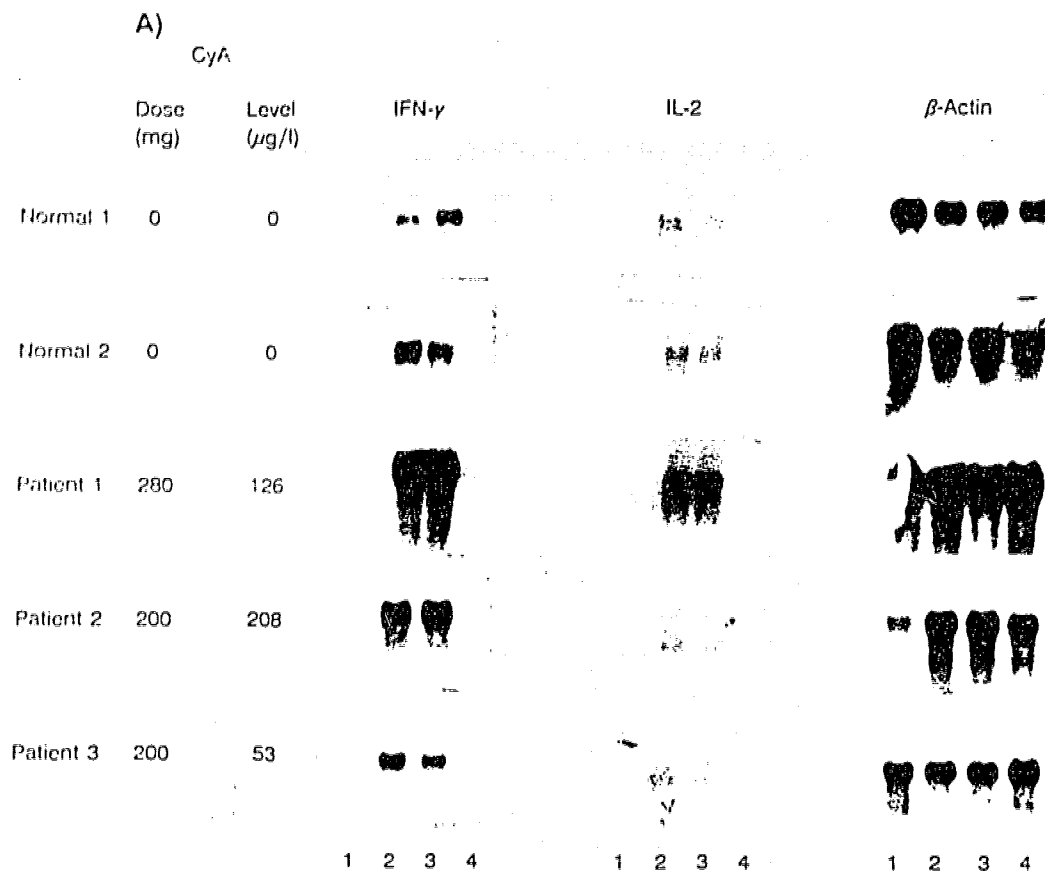 A)
CyA
Dose Level IFN-γ IL-2 β-Actin
(mg) (μg/l)
Normal 1 0 0
Normal 2 0 0
Patient 1 280 126
Patient 2 200 208
Patient 3 200 53
1 2 3 4 1 2 3 4 1 2 3 4